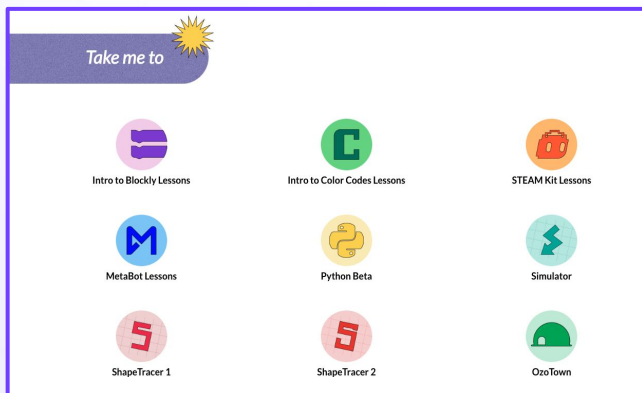 Take me to
Intro to Blockly Lessons
Intro to Color Codes Lessons
STEAM Kit Lessons
MetaBot Lessons
Python Beta
Simulator
ShapeTracer 1
ShapeTracer 2
OzoTown